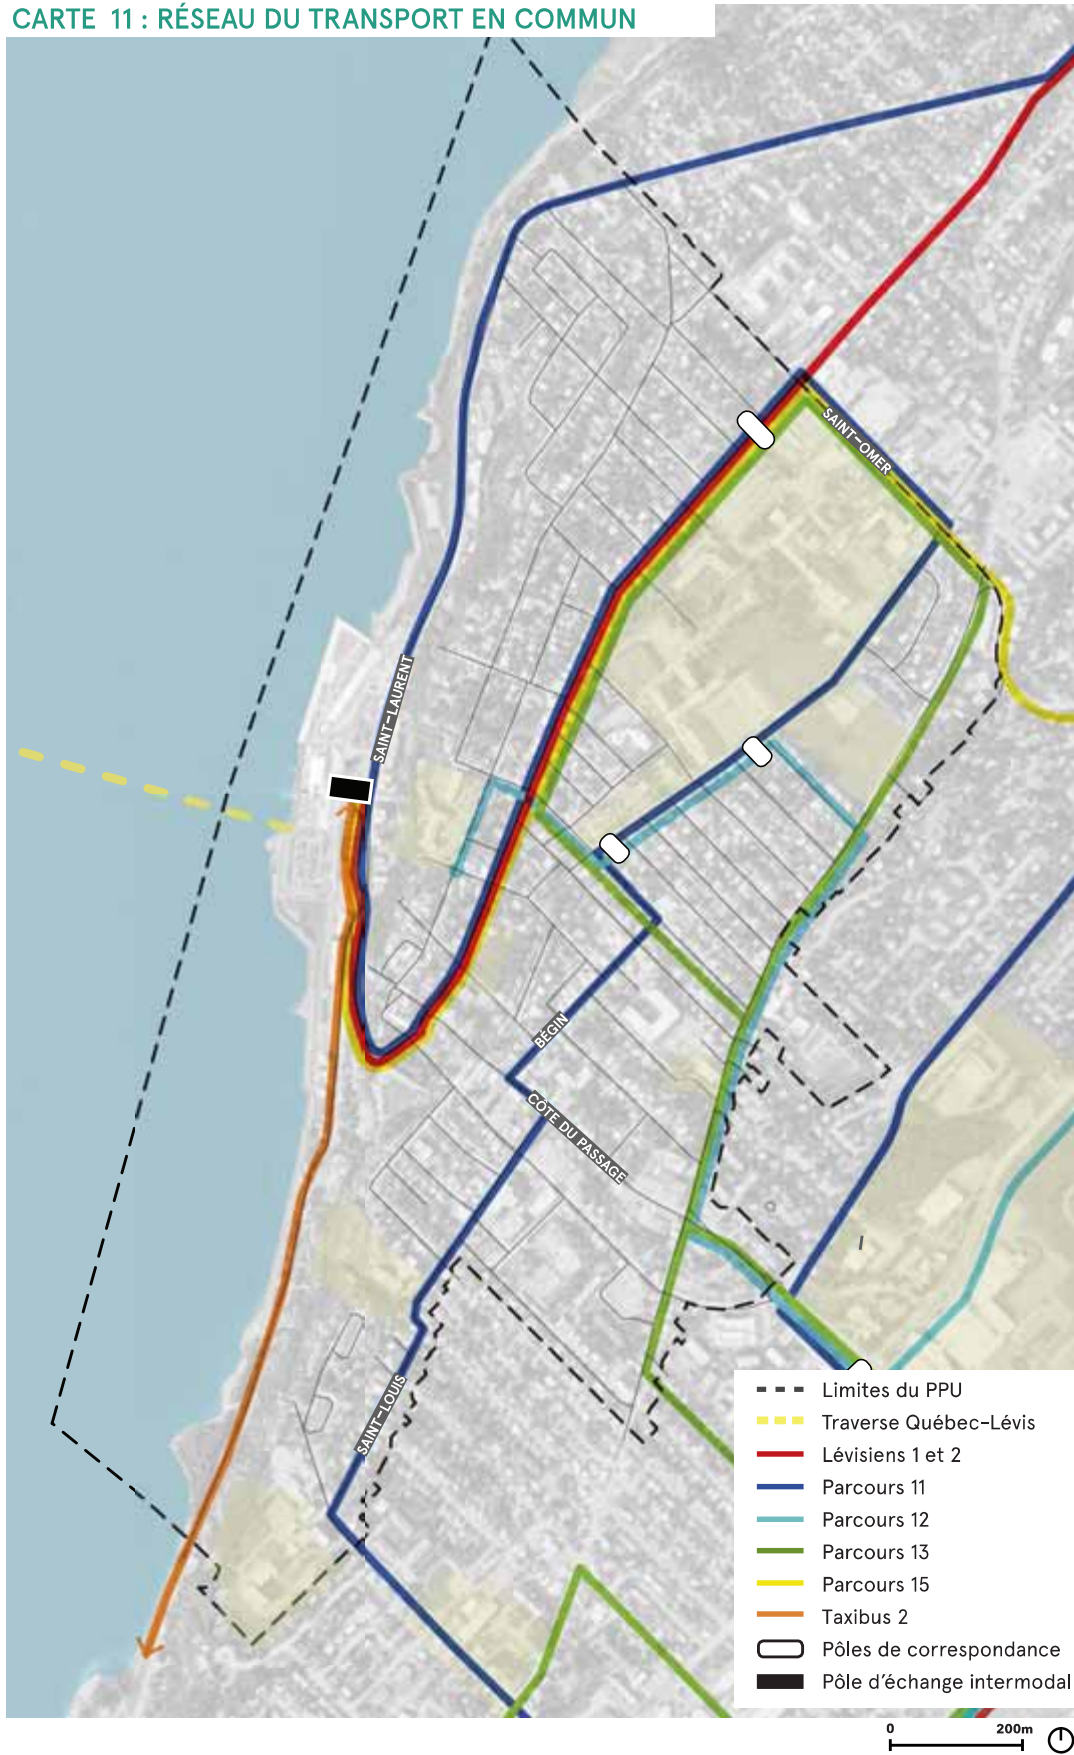 CARTE 11 : RÉSEAU DU TRANSPORT EN COMMUN
SAINT-OMER
SAINT-LAURENT
BÉGIN
CÔTE DU PASSAGE
SAINT-LOUIS
Limites du PPU
Traverse Québec-Lévis
Lévisiens 1 et 2
Parcours 11
Parcours 12
Parcours 13
Parcours 15
Taxibus 2
Pôles de correspondance
Pôle d'échange intermodal
0 200m